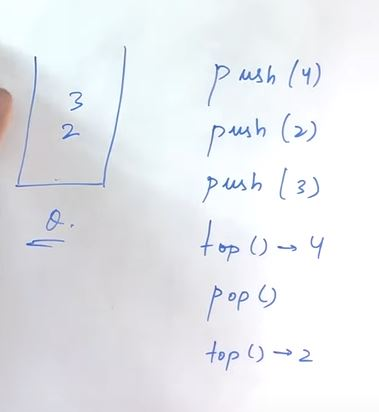 3
2
Q.
push (4)
push (2)
push (3)
top () → 4
pop ()
top () → 2